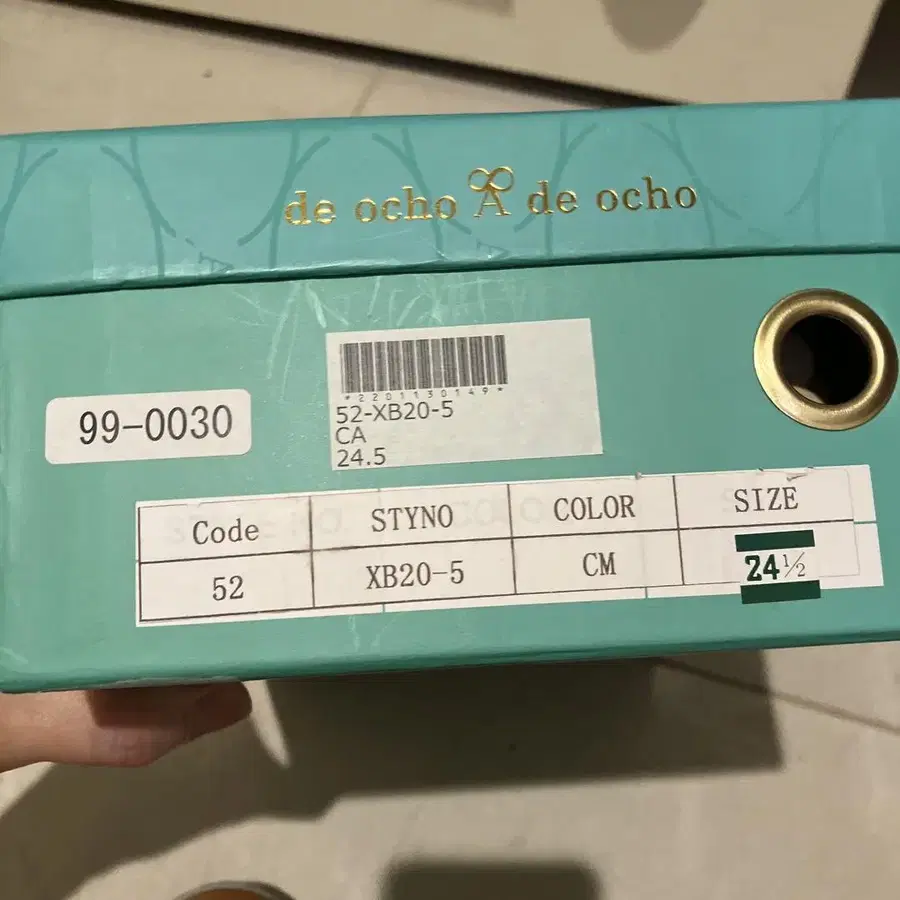 de ocho A de ocho
99-0030
*2201130149*
52-XB20-5
CA
24.5
Code STYNO COLOR SIZE
52 XB20-5 CM 24½